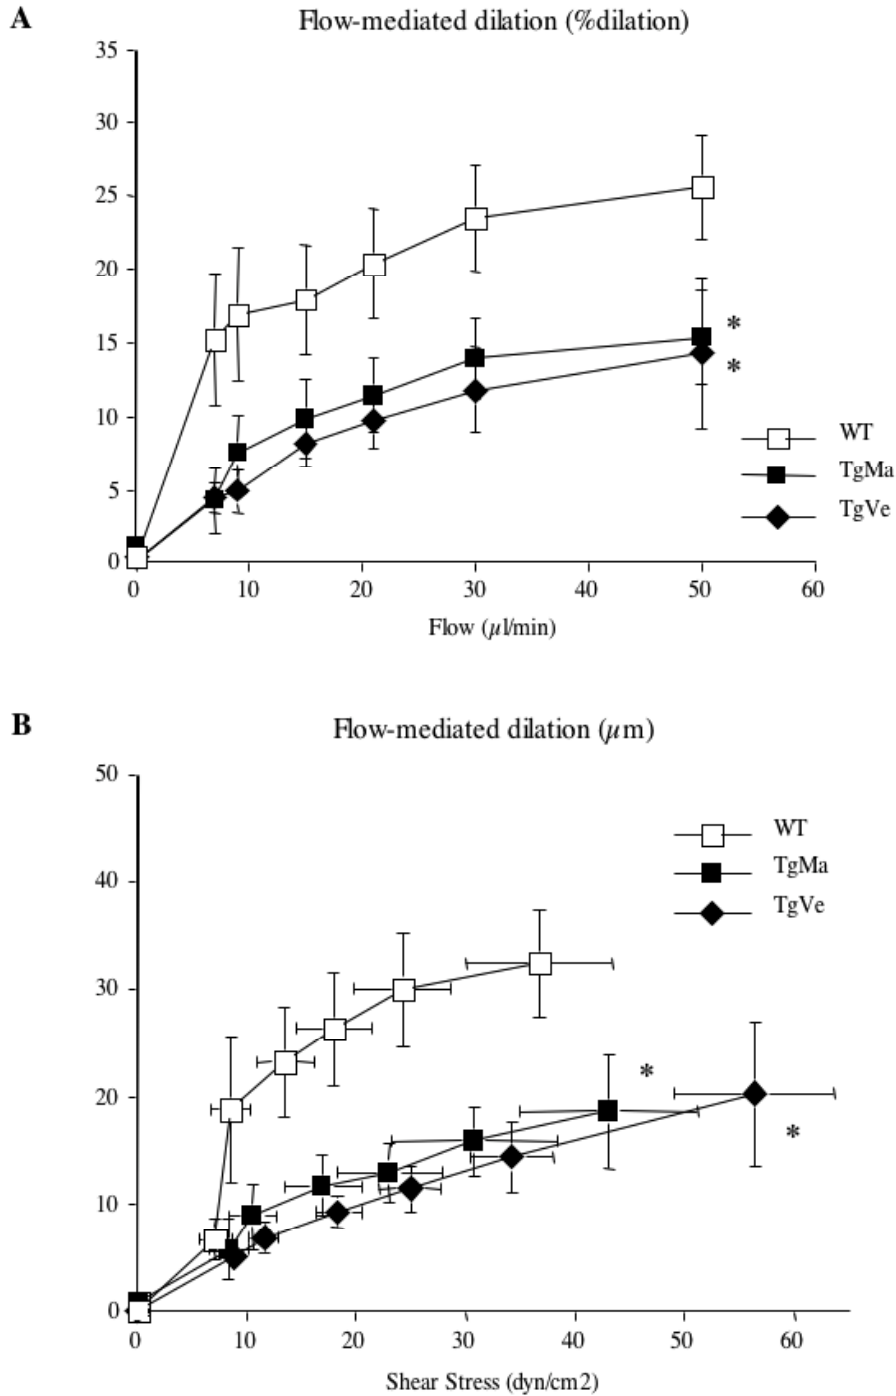 A
Flow-mediated dilation (%dilation)
35
30
25
20
15
10
5
0
*
*
WT
TgMa
TgVe
0 10 20 30 40 50 60
Flow (µl/min)
B
Flow-mediated dilation (µm)
50
40
30
20
10
0
WT
TgMa
TgVe
*
*
0 10 20 30 40 50 60
Shear Stress (dyn/cm2)